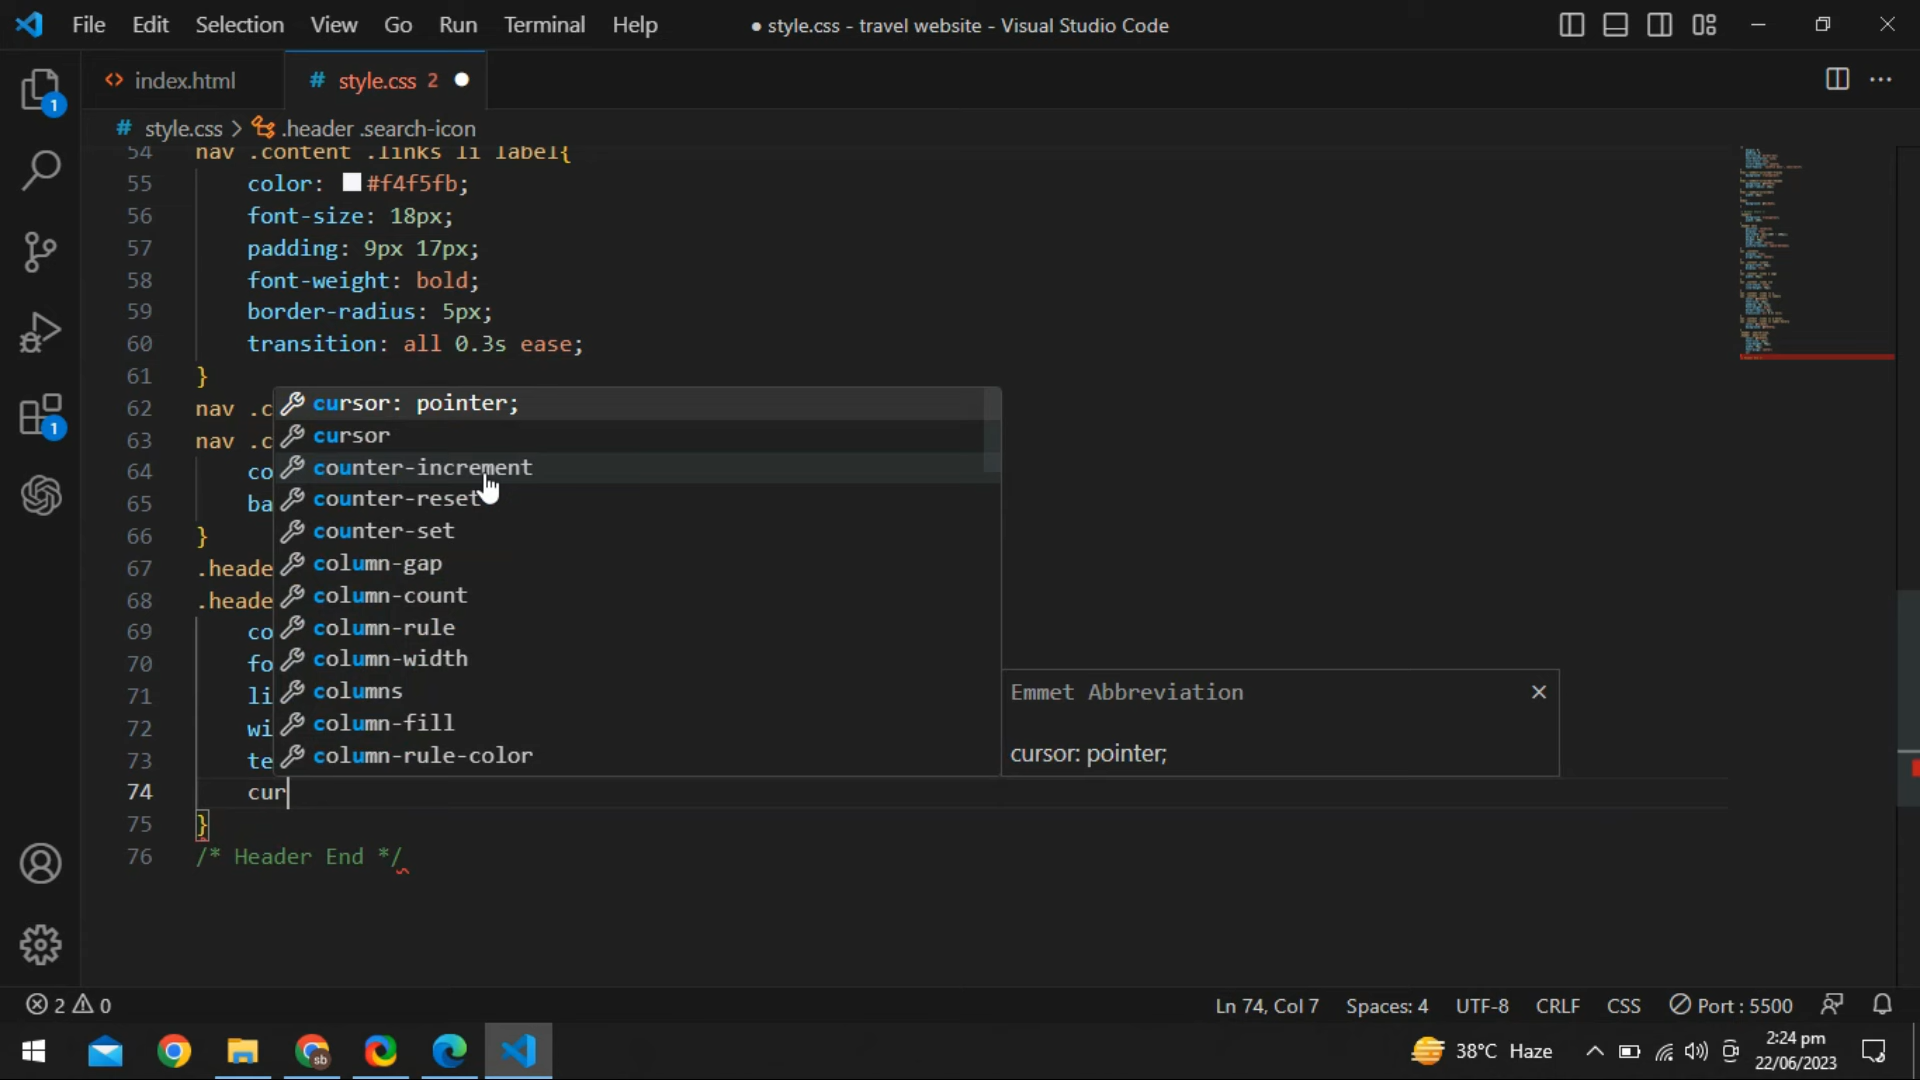 File Edit Selection View Go Run Terminal Help
● style.css - travel website - Visual Studio Code
1
<> index.html
# style.css 2 ●
# style.css > .header .search-icon
54 nav .content .links li label{
55 color: #f4f5fb;
56 font-size: 18px;
57 padding: 9px 17px;
58 font-weight: bold;
59 border-radius: 5px;
60 transition: all 0.3s ease;
61 }
62 nav .c
63 nav .c
64 co
65 ba
66 }
67 .heade
68 .heade
69 co
70 fo
71 li
72 wi
73 te
74 cur
75 }
76 /* Header End */
cursor: pointer;
cursor
counter-increment
counter-reset
counter-set
column-gap
column-count
column-rule
column-width
columns
column-fill
column-rule-color
Emmet Abbreviation ×
cursor: pointer;
1
2 0
Ln 74, Col 7 Spaces: 4 UTF-8 CRLF CSS Port : 5500
sb
38°C Haze
2:24 pm
22/06/2023